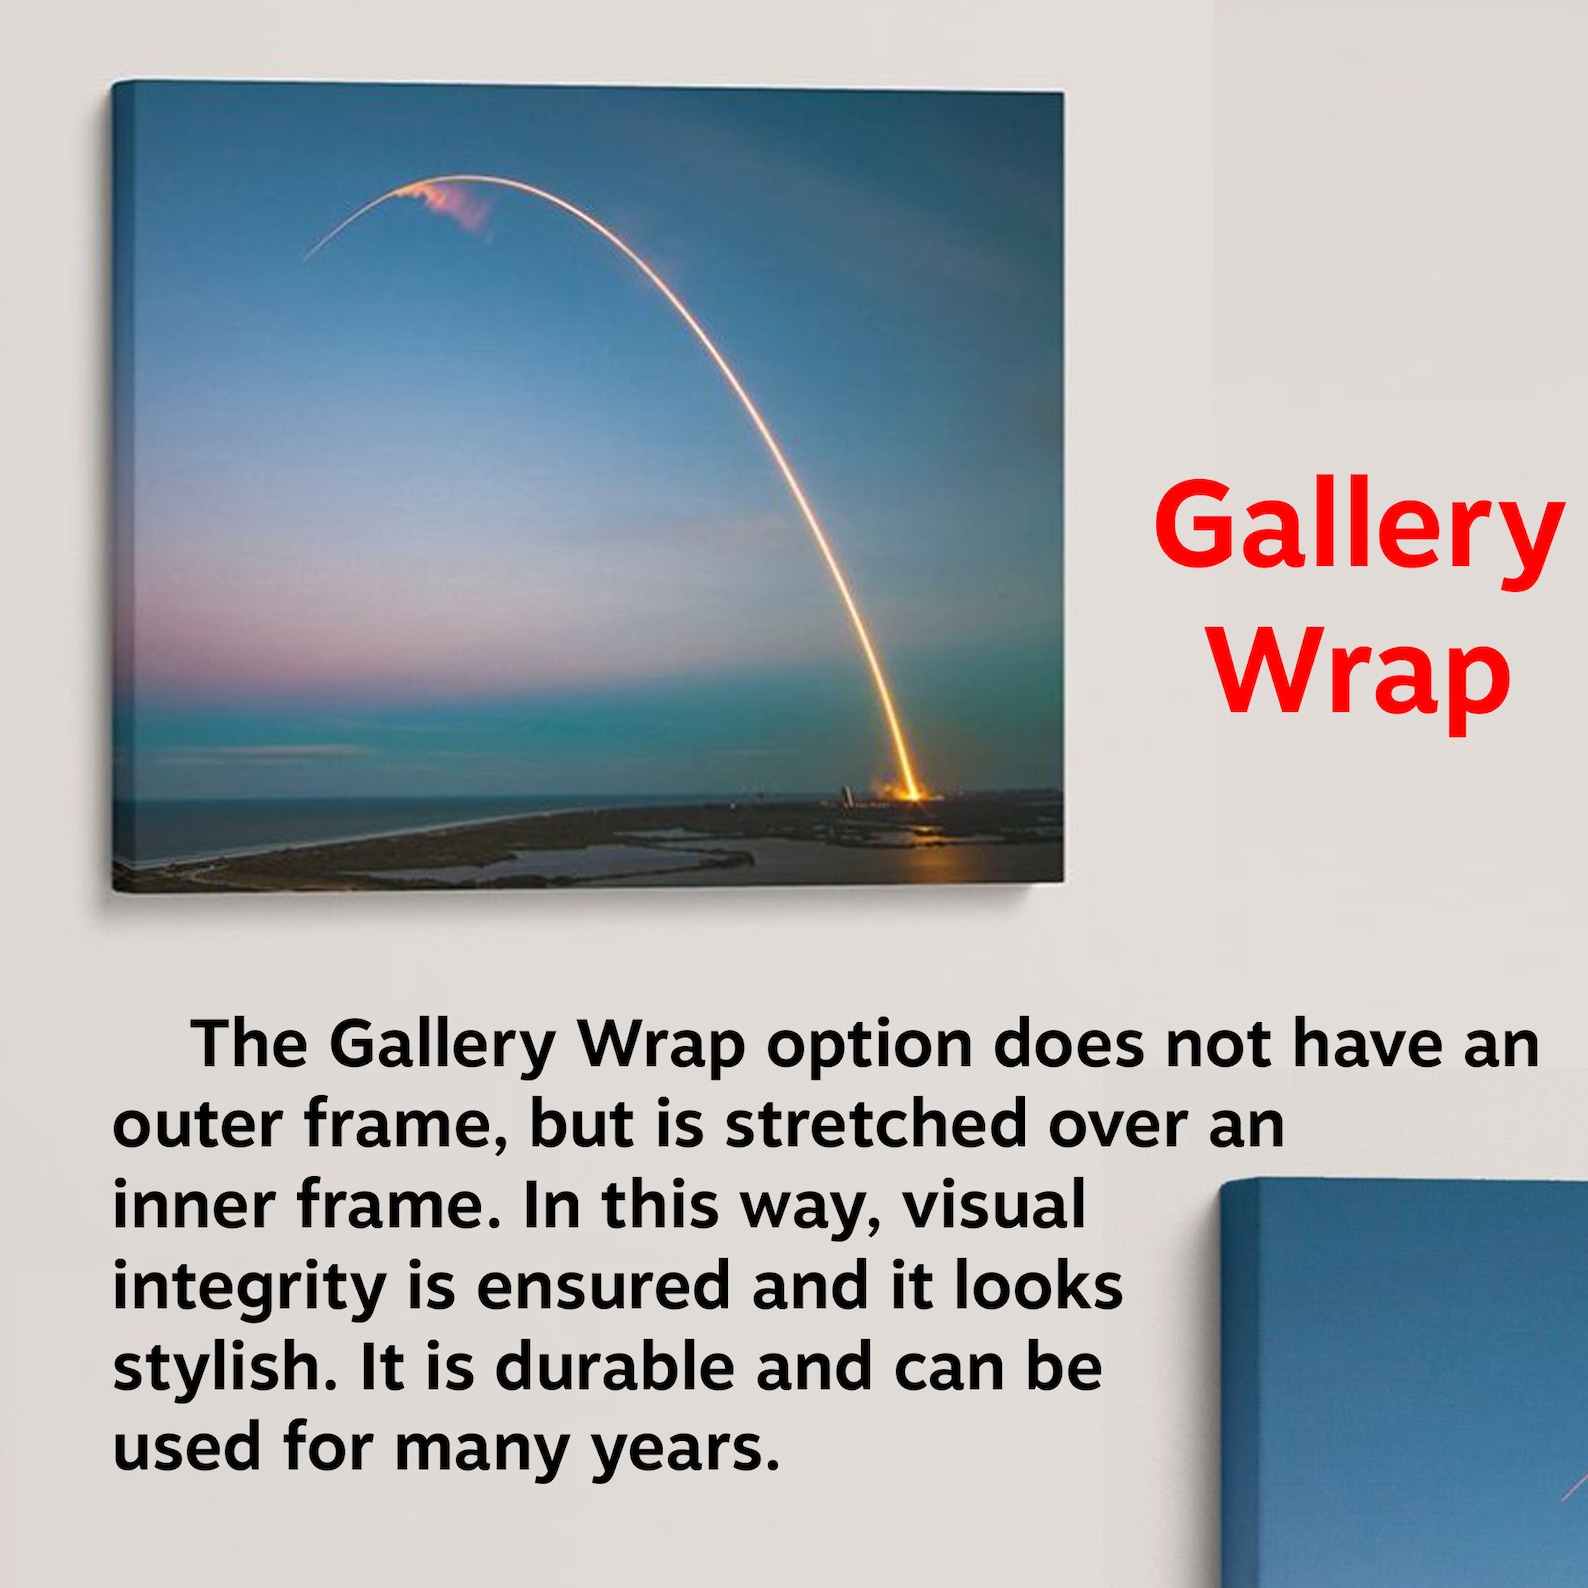 Gallery
Wrap
The Gallery Wrap option does not have an
outer frame, but is stretched over an
inner frame. In this way, visual
integrity is ensured and it looks
stylish. It is durable and can be
used for many years.